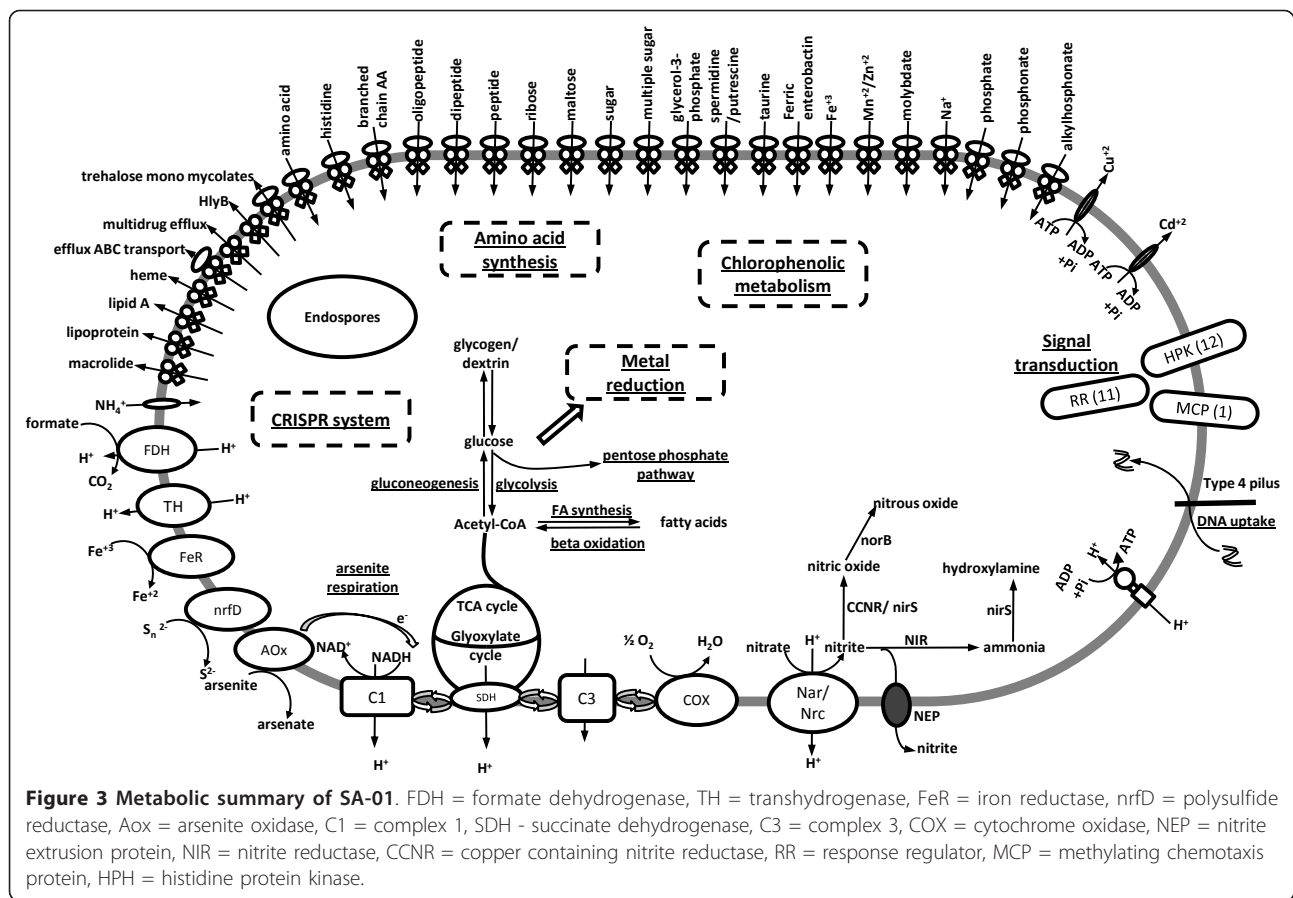 amino acid
histidine
branched
chain AA
oligopeptide
dipeptide
peptide
ribose
maltose
sugar
multiple sugar
glycerol-3-
phosphate
spermidine
/putrescine
taurine
Ferric
enterobactin
Fe+3
Mn+2/Zn+2
molybdate
Na+
phosphate
phosphonate
alkylhosphonate
Cu+2
Cd+2
ATP
ADP
+Pi
ATP
ADP
+Pi
trehalose mono mycolates
HlyB
multidrug efflux
efflux ABC transport
heme
lipid A
lipoprotein
macrolide
NH4+
formate
FDH
H+
H+
CO2
TH
H+
H+
Fe+3
FeR
Fe+2
nrfD
Sn 2-
S2-
AOx
arsenite
arsenate
Amino acid
synthesis
Chlorophenolic
metabolism
Endospores
CRISPR system
Metal
reduction
Signal
transduction
HPK (12)
RR (11)
MCP (1)
glycogen/
dextrin
glucose
pentose phosphate
pathway
gluconeogenesis
glycolysis
Acetyl-CoA
FA synthesis
beta oxidation
fatty acids
arsenite
respiration
e-
NAD+
NADH
C1
H+
TCA cycle
Glyoxylate
cycle
SDH
H+
C3
½ O2
H2O
COX
nitrate
H+
nitrite
Nar/
Nrc
H+
NEP
nitrite
CCNR/ nirS
nitric oxide
norB
nitrous oxide
NIR
ammonia
nirS
hydroxylamine
Type 4 pilus
DNA uptake
ADP
+Pi
H+
ATP
H+
Figure 3 Metabolic summary of SA-01. FDH = formate dehydrogenase, TH = transhydrogenase, FeR = iron reductase, nrfD = polysulfide
reductase, Aox = arsenite oxidase, C1 = complex 1, SDH - succinate dehydrogenase, C3 = complex 3, COX = cytochrome oxidase, NEP = nitrite
extrusion protein, NIR = nitrite reductase, CCNR = copper containing nitrite reductase, RR = response regulator, MCP = methylating chemotaxis
protein, HPH = histidine protein kinase.